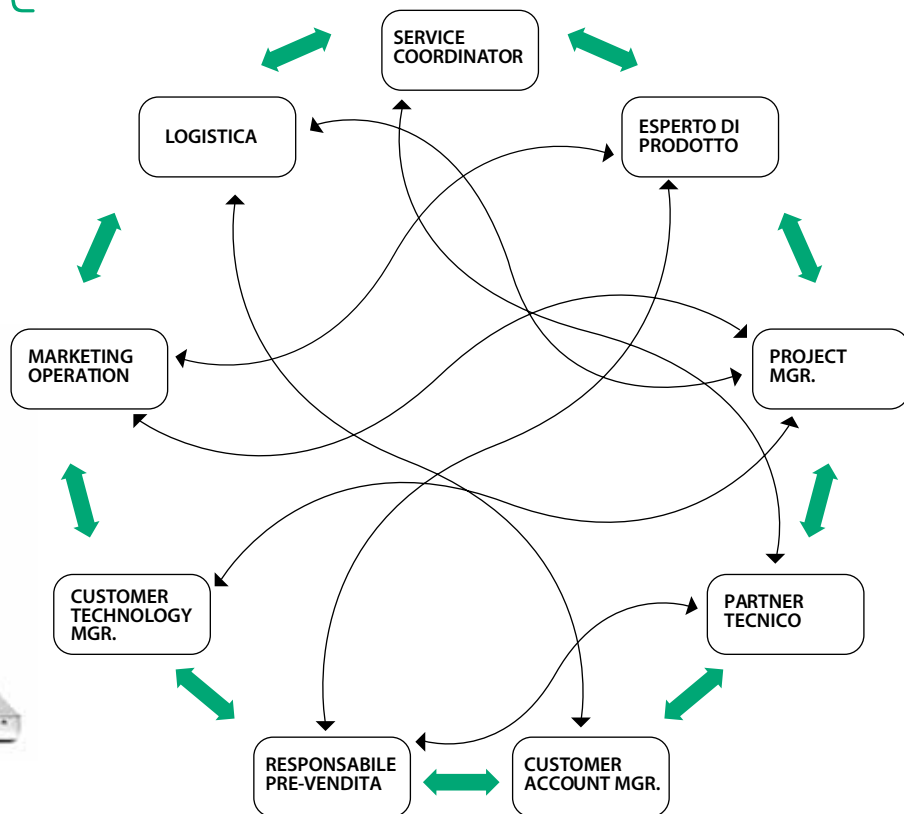 SERVICE
COORDINATOR
LOGISTICA
ESPERTO DI
PRODOTTO
MARKETING
OPERATION
PROJECT
MGR.
CUSTOMER
TECHNOLOGY
MGR.
PARTNER
TECNICO
RESPONSABILE
PRE-VENDITA
CUSTOMER
ACCOUNT MGR.